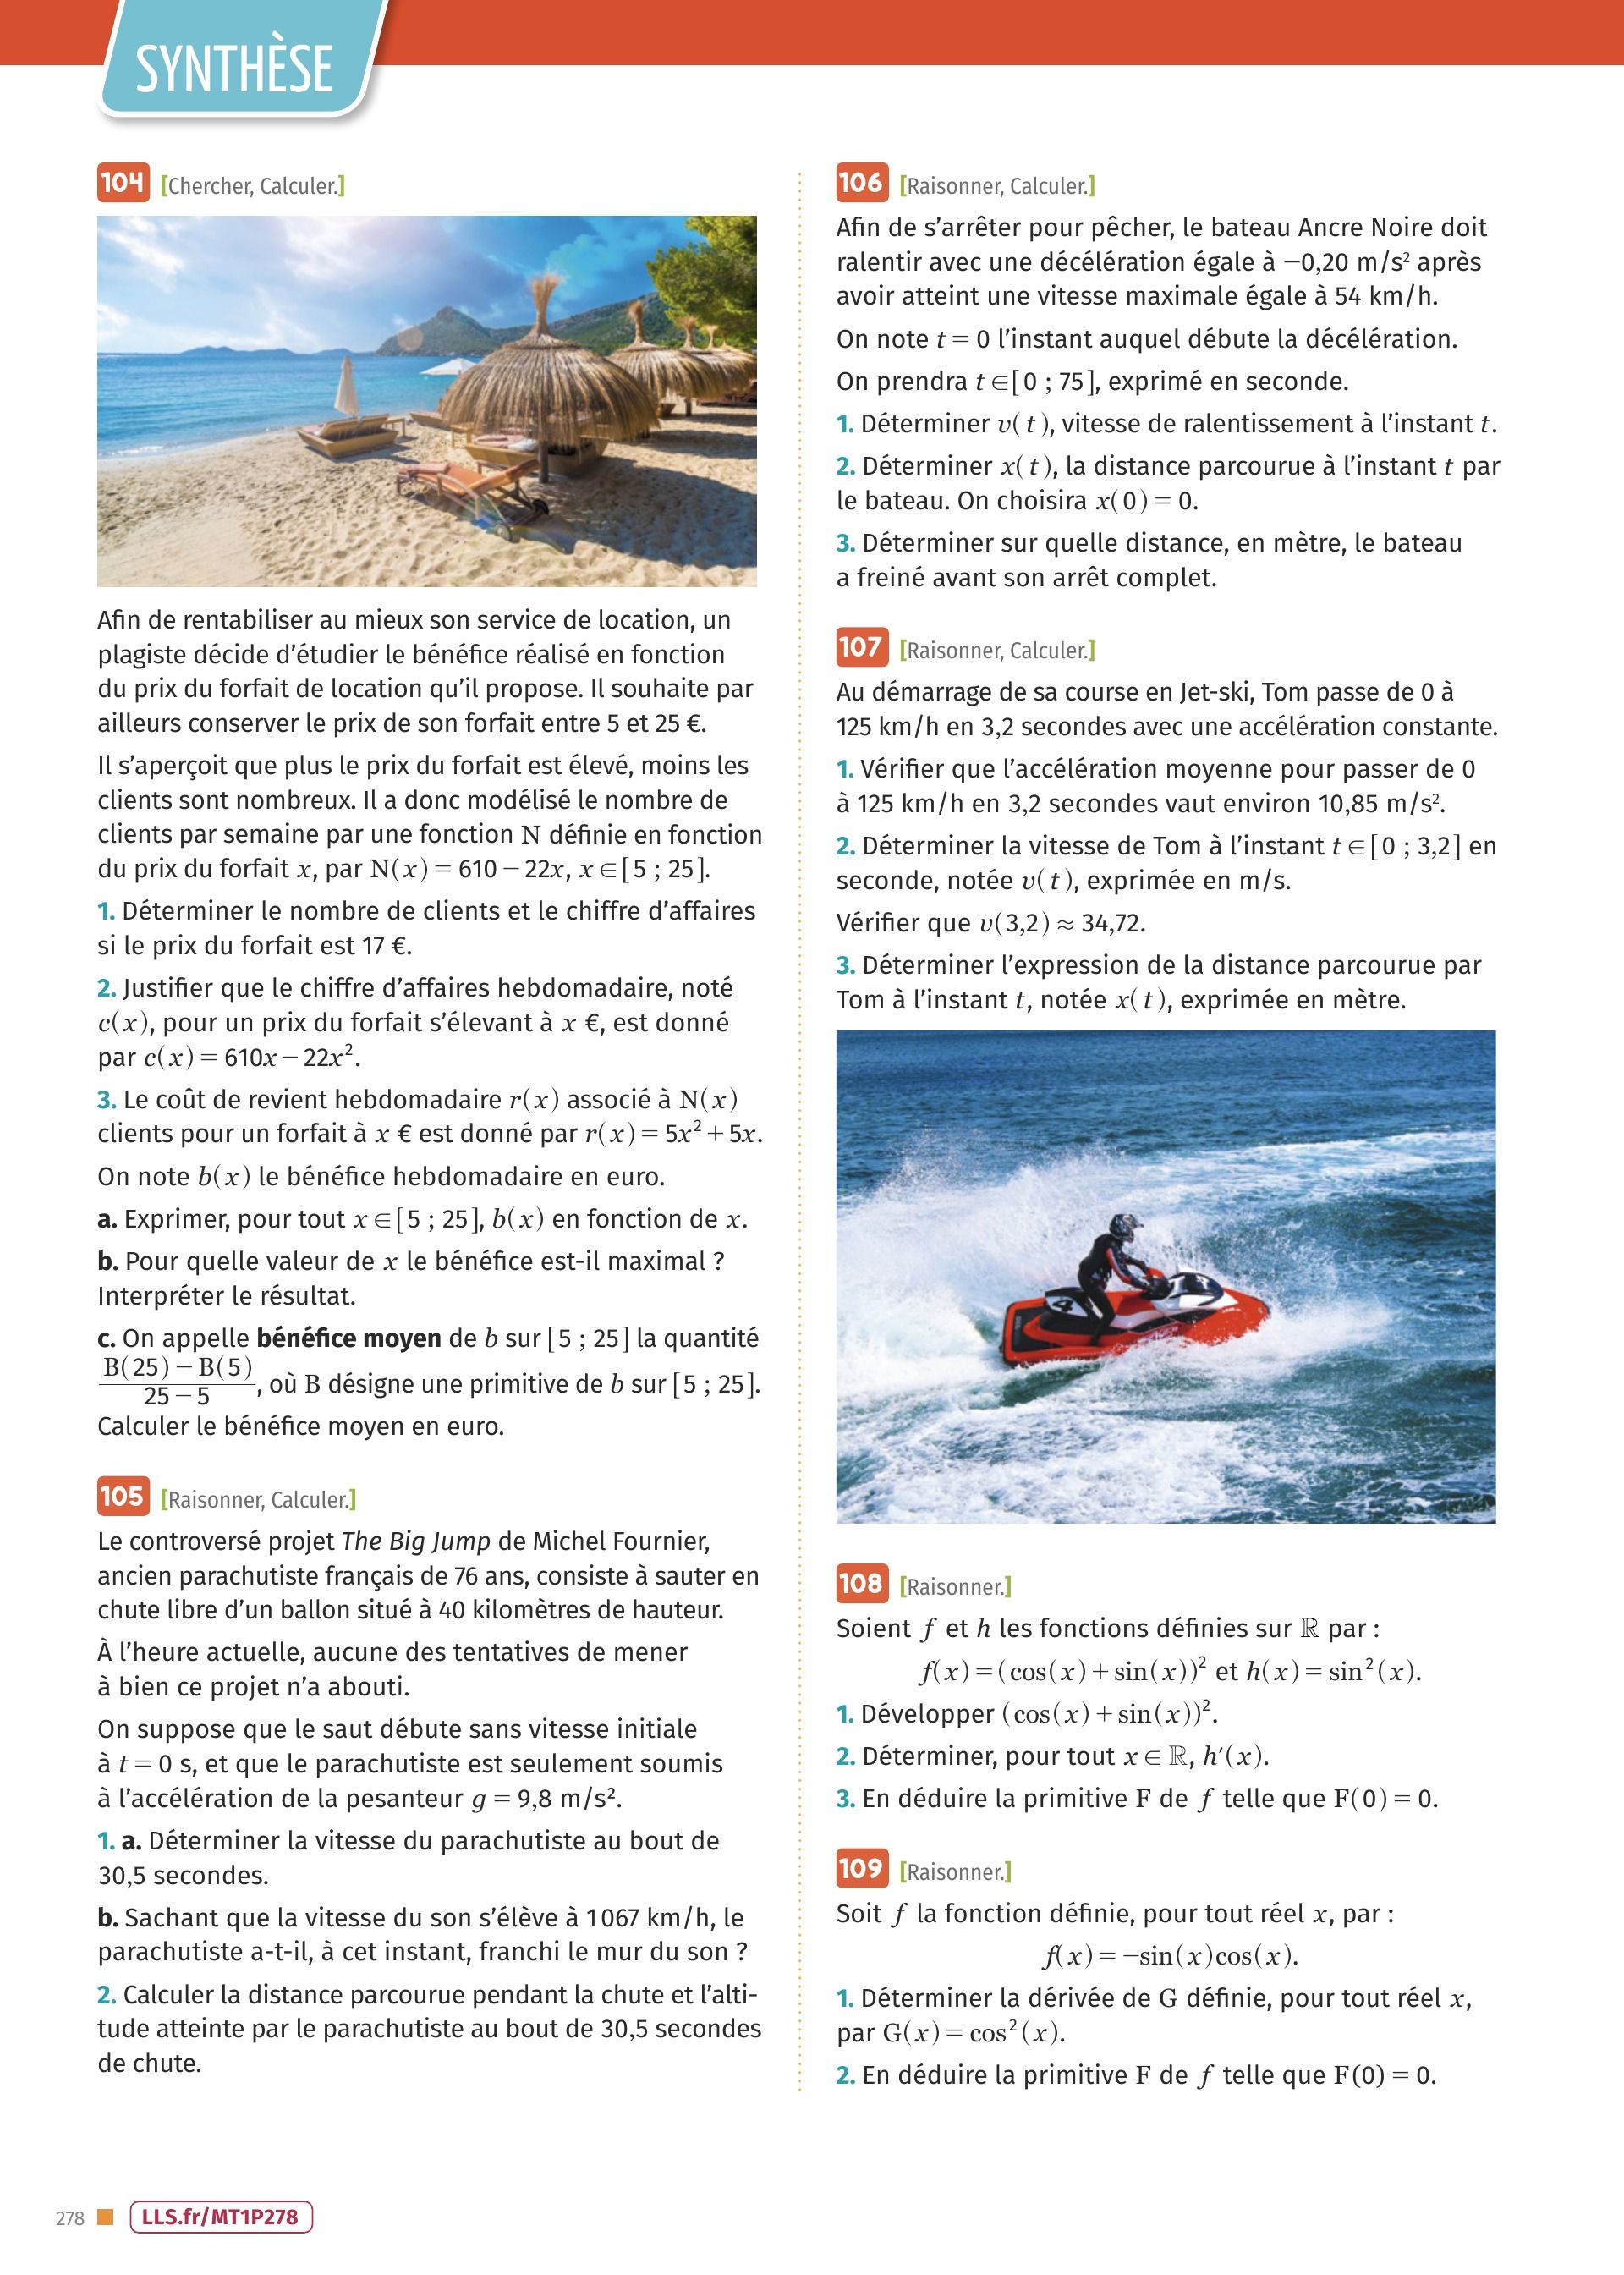 SYNTHÈSE
104 [Chercher, Calculer.]
Afin de rentabiliser au mieux son service de location, un
plagiste décide d’étudier le bénéfice réalisé en fonction
du prix du forfait de location qu’il propose. Il souhaite par
ailleurs conserver le prix de son forfait entre 5 et 25 €.
Il s’aperçoit que plus le prix du forfait est élevé, moins les
clients sont nombreux. Il a donc modélisé le nombre de
clients par semaine par une fonction N définie en fonction
du prix du forfait x, par N(x) = 610 − 22x, x ∈ [5 ; 25].
1. Déterminer le nombre de clients et le chiffre d’affaires
si le prix du forfait est 17 €.
2. Justifier que le chiffre d’affaires hebdomadaire, noté
c(x), pour un prix du forfait s’élevant à x €, est donné
par c(x) = 610x − 22x².
3. Le coût de revient hebdomadaire r(x) associé à N(x)
clients pour un forfait à x € est donné par r(x) = 5x² + 5x.
On note b(x) le bénéfice hebdomadaire en euro.
a. Exprimer, pour tout x ∈ [5 ; 25], b(x) en fonction de x.
b. Pour quelle valeur de x le bénéfice est-il maximal ?
Interpréter le résultat.
c. On appelle bénéfice moyen de b sur [5 ; 25] la quantité
B(25) − B(5)
25 − 5
, où B désigne une primitive de b sur [5 ; 25].
Calculer le bénéfice moyen en euro.
105 [Raisonner, Calculer.]
Le controversé projet The Big Jump de Michel Fournier,
ancien parachutiste français de 76 ans, consiste à sauter en
chute libre d’un ballon situé à 40 kilomètres de hauteur.
À l’heure actuelle, aucune des tentatives de mener
à bien ce projet n’a abouti.
On suppose que le saut débute sans vitesse initiale
à t = 0 s, et que le parachutiste est seulement soumis
à l’accélération de la pesanteur g = 9,8 m/s².
1. a. Déterminer la vitesse du parachutiste au bout de
30,5 secondes.
b. Sachant que la vitesse du son s’élève à 1 067 km/h, le
parachutiste a-t-il, à cet instant, franchi le mur du son ?
2. Calculer la distance parcourue pendant la chute et l’alti-
tude atteinte par le parachutiste au bout de 30,5 secondes
de chute.
106 [Raisonner, Calculer.]
Afin de s’arrêter pour pêcher, le bateau Ancre Noire doit
ralentir avec une décélération égale à −0,20 m/s² après
avoir atteint une vitesse maximale égale à 54 km/h.
On note t = 0 l’instant auquel débute la décélération.
On prendra t ∈ [0 ; 75], exprimé en seconde.
1. Déterminer v(t), vitesse de ralentissement à l’instant t.
2. Déterminer x(t), la distance parcourue à l’instant t par
le bateau. On choisira x(0) = 0.
3. Déterminer sur quelle distance, en mètre, le bateau
a freiné avant son arrêt complet.
107 [Raisonner, Calculer.]
Au démarrage de sa course en Jet-ski, Tom passe de 0 à
125 km/h en 3,2 secondes avec une accélération constante.
1. Vérifier que l’accélération moyenne pour passer de 0
à 125 km/h en 3,2 secondes vaut environ 10,85 m/s².
2. Déterminer la vitesse de Tom à l’instant t ∈ [0 ; 3,2] en
seconde, notée v(t), exprimée en m/s.
Vérifier que v(3,2) ≈ 34,72.
3. Déterminer l’expression de la distance parcourue par
Tom à l’instant t, notée x(t), exprimée en mètre.
4
108 [Raisonner.]
Soient f et h les fonctions définies sur ℝ par :
f(x) = (cos(x) + sin(x))² et h(x) = sin²(x).
1. Développer (cos(x) + sin(x))².
2. Déterminer, pour tout x ∈ ℝ, h′(x).
3. En déduire la primitive F de f telle que F(0) = 0.
109 [Raisonner.]
Soit f la fonction définie, pour tout réel x, par :
f(x) = −sin(x)cos(x).
1. Déterminer la dérivée de G définie, pour tout réel x,
par G(x) = cos²(x).
2. En déduire la primitive F de f telle que F(0) = 0.
278 LLS.fr/MT1P278